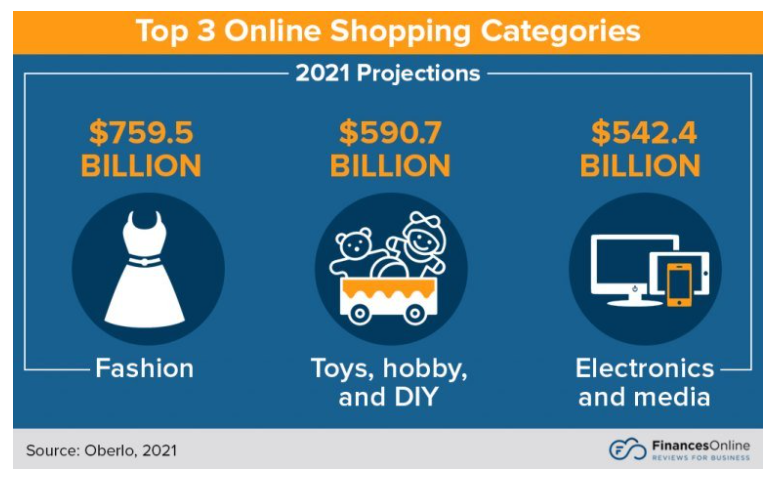 Top 3 Online Shopping Categories
2021 Projections
$759.5
BILLION
$590.7
BILLION
$542.4
BILLION
Fashion
Toys, hobby,
and DIY
Electronics
and media
Source: Oberlo, 2021
FinancesOnline
REVIEWS FOR BUSINESS